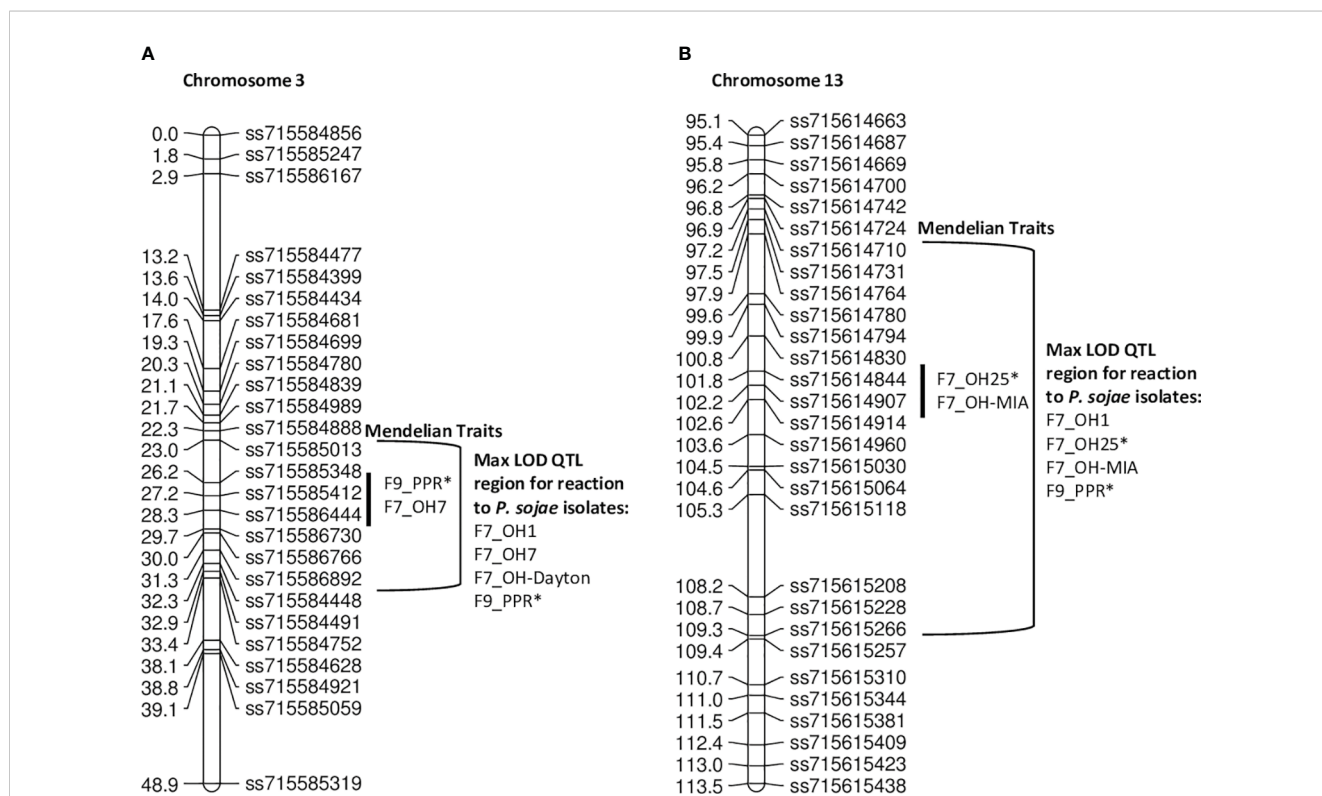 A
Chromosome 3
0.0 ss715584856
1.8 ss715585247
2.9 ss715586167
13.2 ss715584477
13.6 ss715584399
14.0 ss715584434
17.6 ss715584681
19.3 ss715584699
20.3 ss715584780
21.1 ss715584839
21.7 ss715584989
22.3 ss715584888
23.0 ss715585013
26.2 ss715585348
27.2 ss715585412
28.3 ss715586444
29.7 ss715586730
30.0 ss715586766
31.3 ss715586892
32.3 ss715584448
32.9 ss715584491
33.4 ss715584752
38.1 ss715584628
38.8 ss715584921
39.1 ss715585059
48.9 ss715585319
Mendelian Traits
F9_PPR*
F7_OH7
Max LOD QTL
region for reaction
to P. sojae isolates:
F7_OH1
F7_OH7
F7_OH-Dayton
F9_PPR*
B
Chromosome 13
95.1 ss715614663
95.4 ss715614687
95.8 ss715614669
96.2 ss715614700
96.8 ss715614742
96.9 ss715614724
97.2 ss715614710
97.5 ss715614731
97.9 ss715614764
99.6 ss715614780
99.9 ss715614794
100.8 ss715614830
101.8 ss715614844
102.2 ss715614907
102.6 ss715614914
103.6 ss715614960
104.5 ss715615030
104.6 ss715615064
105.3 ss715615118
108.2 ss715615208
108.7 ss715615228
109.3 ss715615266
109.4 ss715615257
110.7 ss715615310
111.0 ss715615344
111.5 ss715615381
112.4 ss715615409
113.0 ss715615423
113.5 ss715615438
Mendelian Traits
F7_OH25*
F7_OH-MIA
Max LOD QTL
region for reaction
to P. sojae isolates:
F7_OH1
F7_OH25*
F7_OH-MIA
F9_PPR*